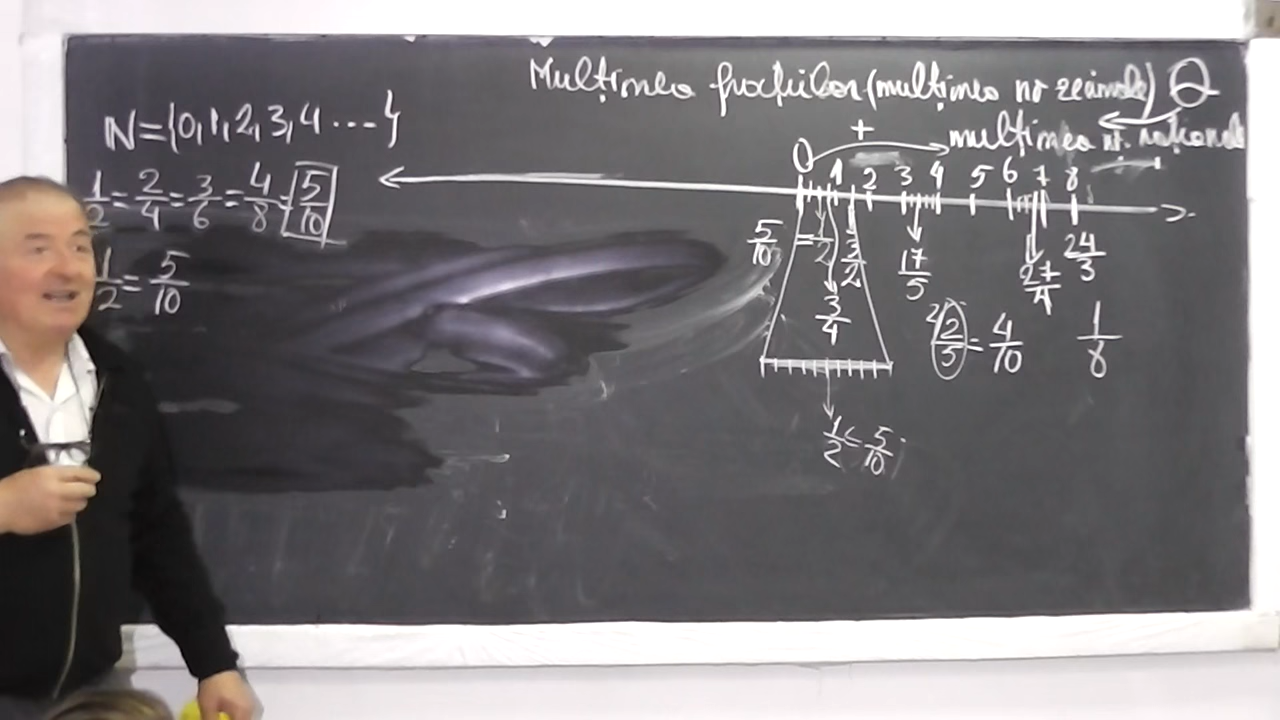 Mulțimea fracțiilor (mulțimea nr zecimale) Q
mulțimea nr. raționale
N={0,1,2,3,4....}
1/2=2/4=3/6=4/8=5/10
1/2=5/10
+
0 1 2 3 4 5 6 7 8
5/10=1/2 3/2 17/5 27/4 24/3
3/4
2 2/5=4/10 1/8
1/2=5/10